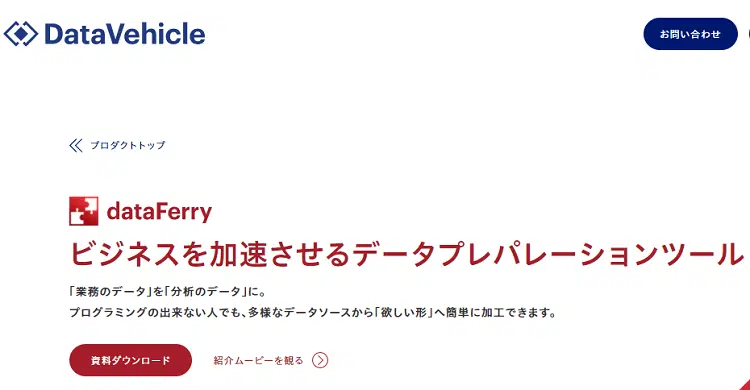 DataVehicle
お問い合わせ
プロダクトトップ
dataFerry
ビジネスを加速させるデータプレパレーションツール
「業務のデータ」を「分析のデータ」に。
プログラミングの出来ない人でも、多様なデータソースから「欲しい形」へ簡単に加工できます。
資料ダウンロード
紹介ムービーを観る